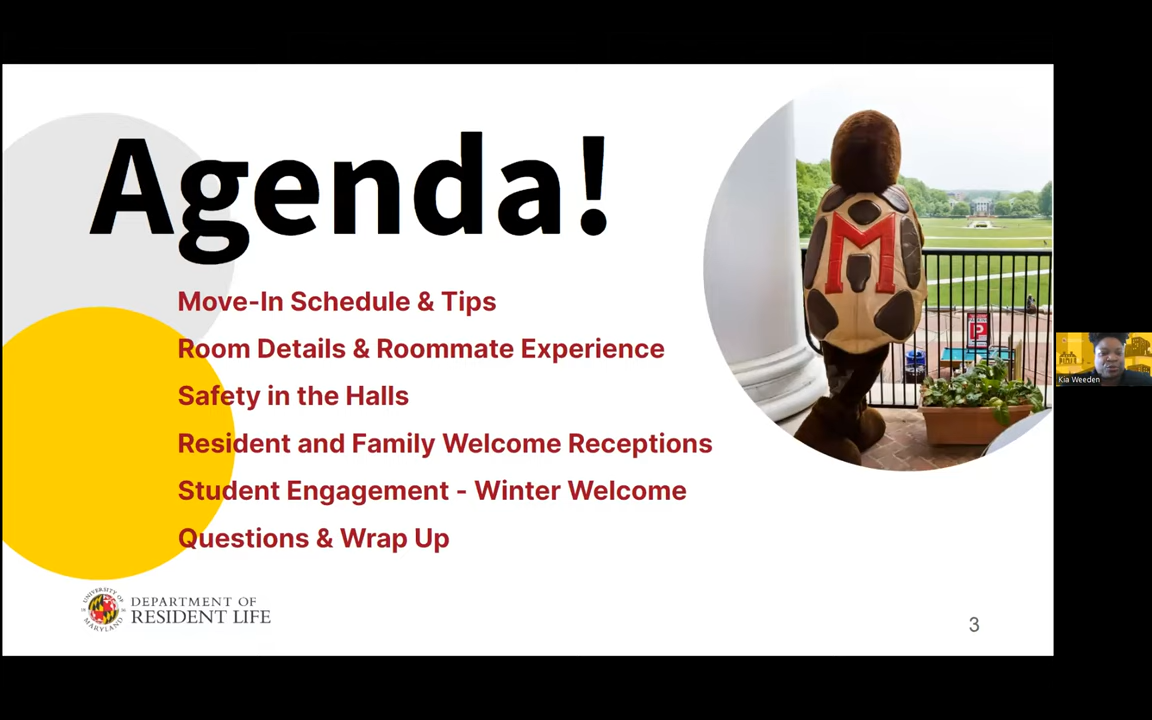 Agenda!
Move-In Schedule & Tips
Room Details & Roommate Experience
Safety in the Halls
Resident and Family Welcome Receptions
Student Engagement - Winter Welcome
Questions & Wrap Up
UNIVERSITY OF
MARYLAND
DEPARTMENT OF
RESIDENT LIFE
3
M
P
Kia Weeden